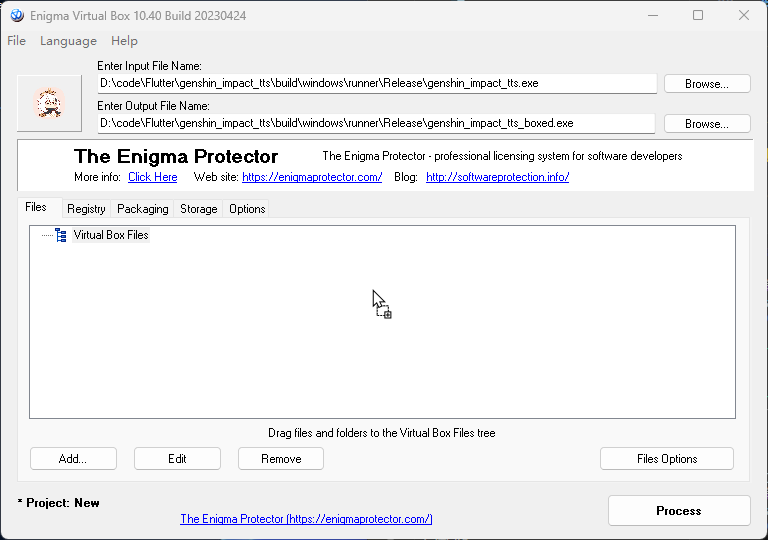 Enigma Virtual Box 10.40 Build 20230424
File Language Help
Enter Input File Name:
D:\code\Flutter\genshin_impact_tts\build\windows\runner\Release\genshin_impact_tts.exe Browse...
Enter Output File Name:
D:\code\Flutter\genshin_impact_tts\build\windows\runner\Release\genshin_impact_tts_boxed.exe Browse...
The Enigma Protector The Enigma Protector - professional licensing system for software developers
More info: Click Here Web site: https://enigmaprotector.com/ Blog: http://softwareprotection.info/
Files Registry Packaging Storage Options
Virtual Box Files
Drag files and folders to the Virtual Box Files tree
Add... Edit Remove Files Options
* Project: New
Process
The Enigma Protector (https://enigmaprotector.com/)